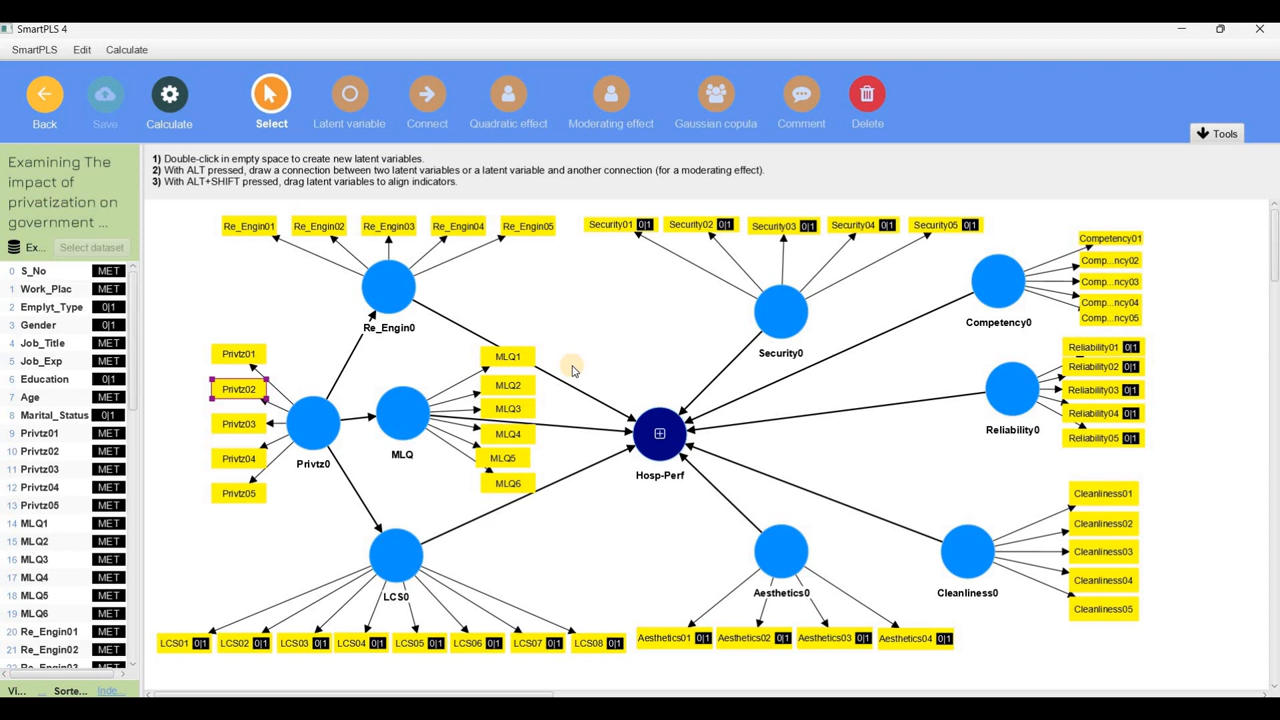 SmartPLS 4
SmartPLS Edit Calculate
Back Save Calculate Select Latent variable Connect Quadratic effect Moderating effect Gaussian copula Comment Delete
Tools
Examining The
impact of
privatization on
government ...
Ex... Select dataset
0 S_No MET
1 Work_Plac MET
2 Emplyt_Type 0|1
3 Gender 0|1
4 Job_Title MET
5 Job_Exp MET
6 Education 0|1
7 Age MET
8 Marital_Status 0|1
9 Privtz01 MET
10 Privtz02 MET
11 Privtz03 MET
12 Privtz04 MET
13 Privtz05 MET
14 MLQ1 MET
15 MLQ2 MET
16 MLQ3 MET
17 MLQ4 MET
18 MLQ5 MET
19 MLQ6 MET
20 Re_Engin01 MET
21 Re_Engin02 MET
22 Re_Engin03 MET
Vi... ... Sorte... Inde...
1) Double-click in empty space to create new latent variables.
2) With ALT pressed, draw a connection between two latent variables or a latent variable and another connection (for a moderating effect).
3) With ALT+SHIFT pressed, drag latent variables to align indicators.
Re_Engin01 Re_Engin02 Re_Engin03 Re_Engin04 Re_Engin05
Re_Engin0
Security01 0|1 Security02 0|1 Security03 0|1 Security04 0|1 Security05 0|1
Security0
Competency01
Comp...ncy02
Comp...ncy03
Comp...ncy04
Comp...ncy05
Competency0
Reliability01 0|1
Reliability02 0|1
Reliability03 0|1
Reliability04 0|1
Reliability05 0|1
Reliability0
Privtz01
Privtz02
Privtz03
Privtz04
Privtz05
Privtz0
MLQ1
MLQ2
MLQ3
MLQ4
MLQ5
MLQ6
MLQ
Hosp-Perf
LCS0
LCS01 0|1 LCS02 0|1 LCS03 0|1 LCS04 0|1 LCS05 0|1 LCS06 0|1 LCS07 0|1 LCS08 0|1
Aesthetics0
Aesthetics01 0|1 Aesthetics02 0|1 Aesthetics03 0|1 Aesthetics04 0|1
Cleanliness01
Cleanliness02
Cleanliness03
Cleanliness04
Cleanliness05
Cleanliness0